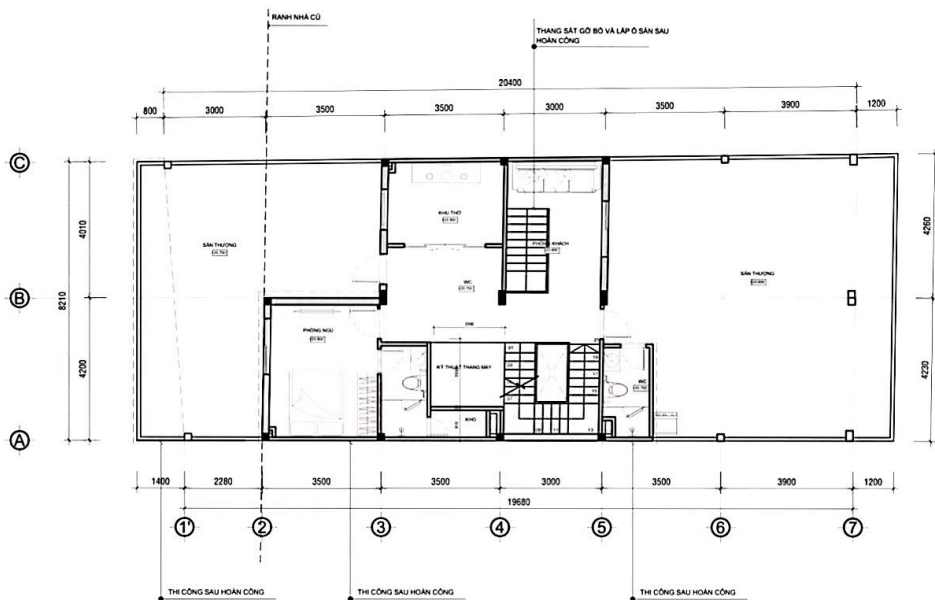 RANH NHÀ CŨ
THANG SẮT GỠ BỎ VÀ LẤP Ô SÀN SAU
HOÀN CÔNG
20400
800
3000
3500
3500
3000
3500
3900
1200
C
B
A
8210
4010
4200
4260
4230
KHU THỜ
SÂN THƯỢNG
PHÒNG KHÁCH
SÂN THƯỢNG
WC
PHÒNG NGỦ
KỸ THUẬT THANG MÁY
WC
KHO
1400
2280
3500
3500
3000
3500
3900
1200
19680
1'
2
3
4
5
6
7
THI CÔNG SAU HOÀN CÔNG
THI CÔNG SAU HOÀN CÔNG
THI CÔNG SAU HOÀN CÔNG